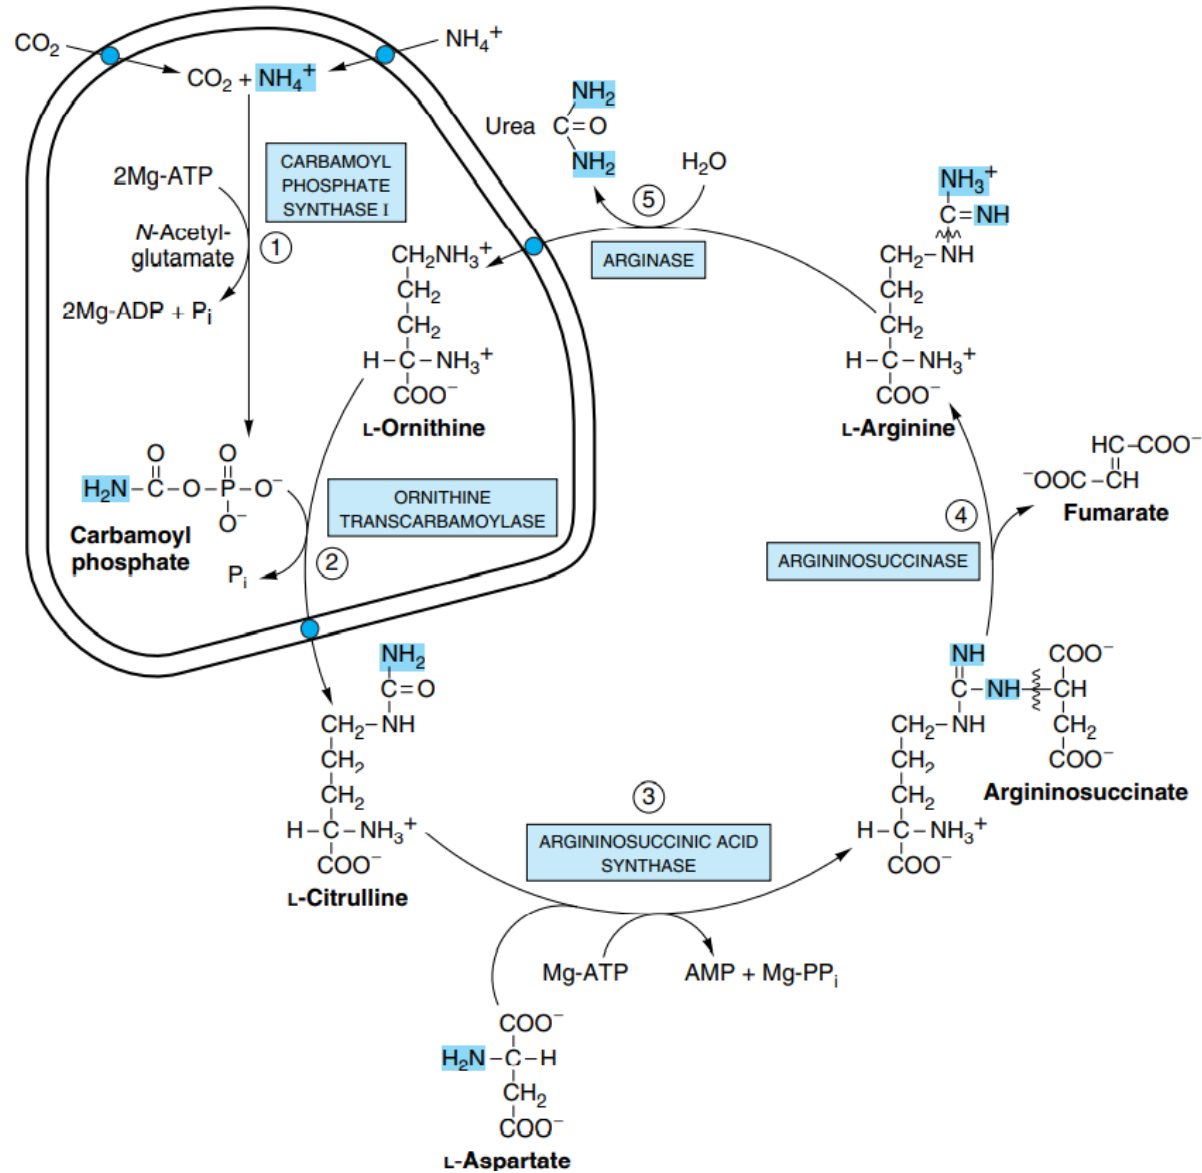 CO₂
NH₄⁺
CO₂ + NH₄⁺
2Mg-ATP
CARBAMOYL
PHOSPHATE
SYNTHASE I
N-Acetyl-
glutamate
1
2Mg-ADP + Pᵢ
Urea
NH₂
C=O
NH₂
H₂O
5
ARGINASE
NH₃⁺
C=NH
CH₂–NH
CH₂
CH₂
H–C–NH₃⁺
COO⁻
L-Arginine
CH₂NH₃⁺
CH₂
CH₂
H–C–NH₃⁺
COO⁻
L-Ornithine
O O
H₂N–C–O–P–O⁻
O⁻
Carbamoyl
phosphate
Pᵢ
ORNITHINE
TRANSCARBAMOYLASE
2
HC–COO⁻
⁻OOC–CH
Fumarate
4
ARGININOSUCCINASE
NH₂
C=O
CH₂–NH
CH₂
CH₂
H–C–NH₃⁺
COO⁻
L-Citrulline
NH COO⁻
C–NH–CH
CH₂–NH CH₂
CH₂ COO⁻
CH₂
H–C–NH₃⁺
COO⁻
Argininosuccinate
3
ARGININOSUCCINIC ACID
SYNTHASE
Mg-ATP
AMP + Mg-PPᵢ
COO⁻
H₂N–C–H
CH₂
COO⁻
L-Aspartate